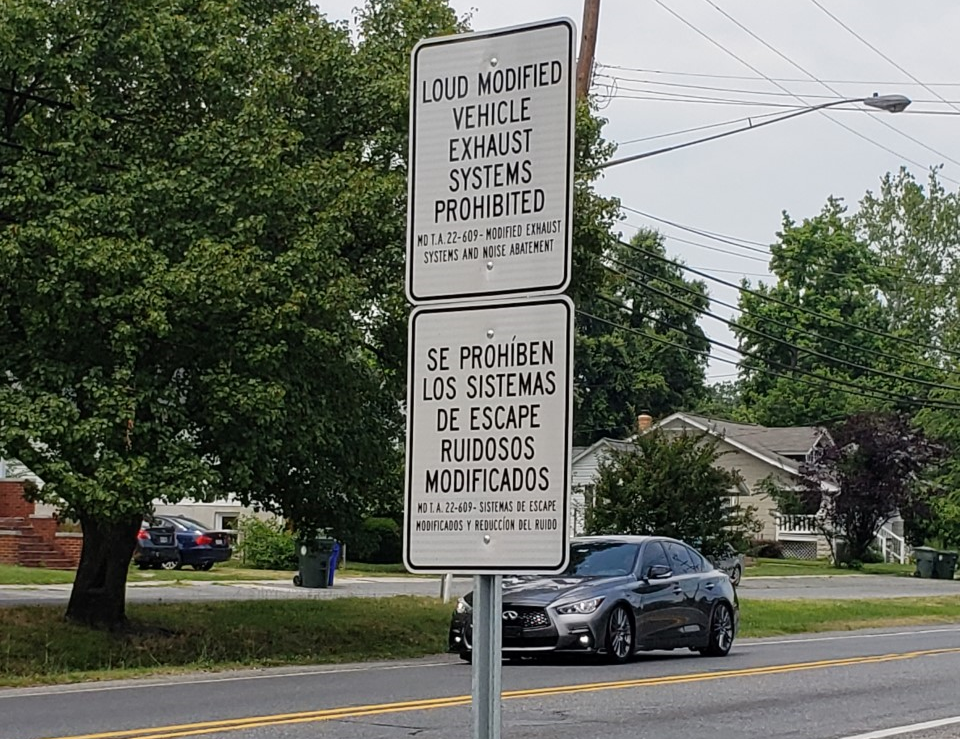 LOUD MODIFIED
VEHICLE
EXHAUST
SYSTEMS
PROHIBITED
MD T.A. 22-609- MODIFIED EXHAUST
SYSTEMS AND NOISE ABATEMENT
SE PROHÍBEN
LOS SISTEMAS
DE ESCAPE
RUIDOSOS
MODIFICADOS
MD T.A. 22-609- SISTEMAS DE ESCAPE
MODIFICADOS Y REDUCCÍON DEL RUIDO